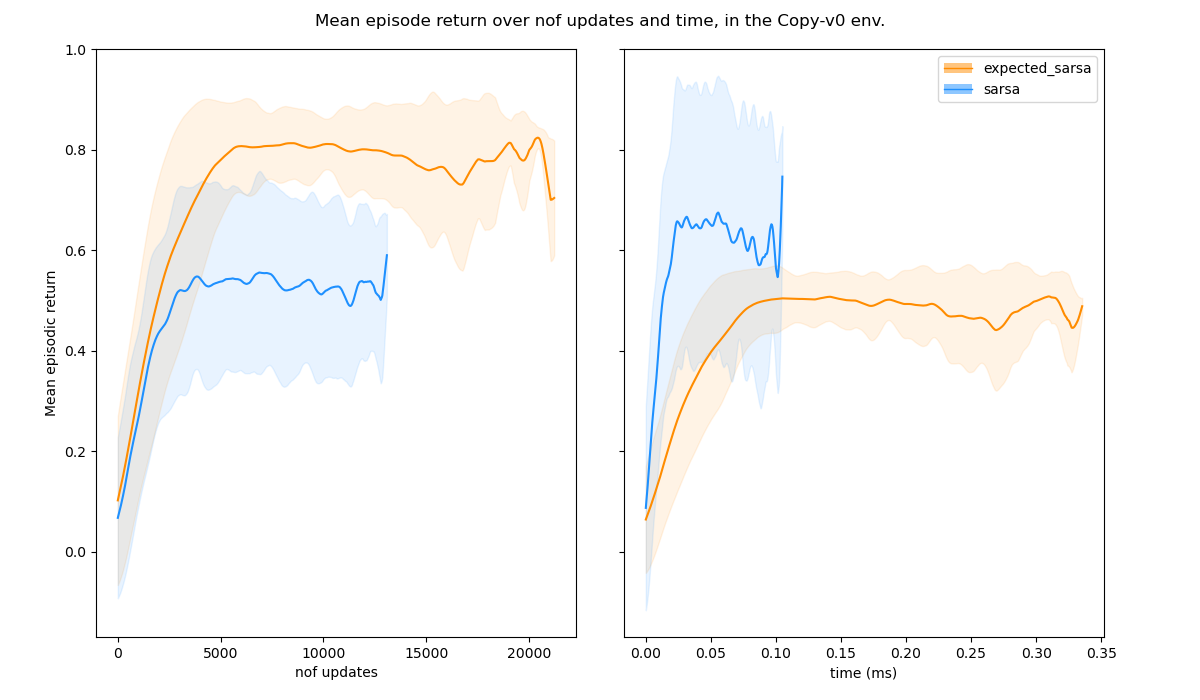 Mean episode return over nof updates and time, in the Copy-v0 env.
Mean episodic return
1.0
0.8
0.6
0.4
0.2
0.0
0 5000 10000 15000 20000
nof updates
expected_sarsa
sarsa
0.00 0.05 0.10 0.15 0.20 0.25 0.30 0.35
time (ms)